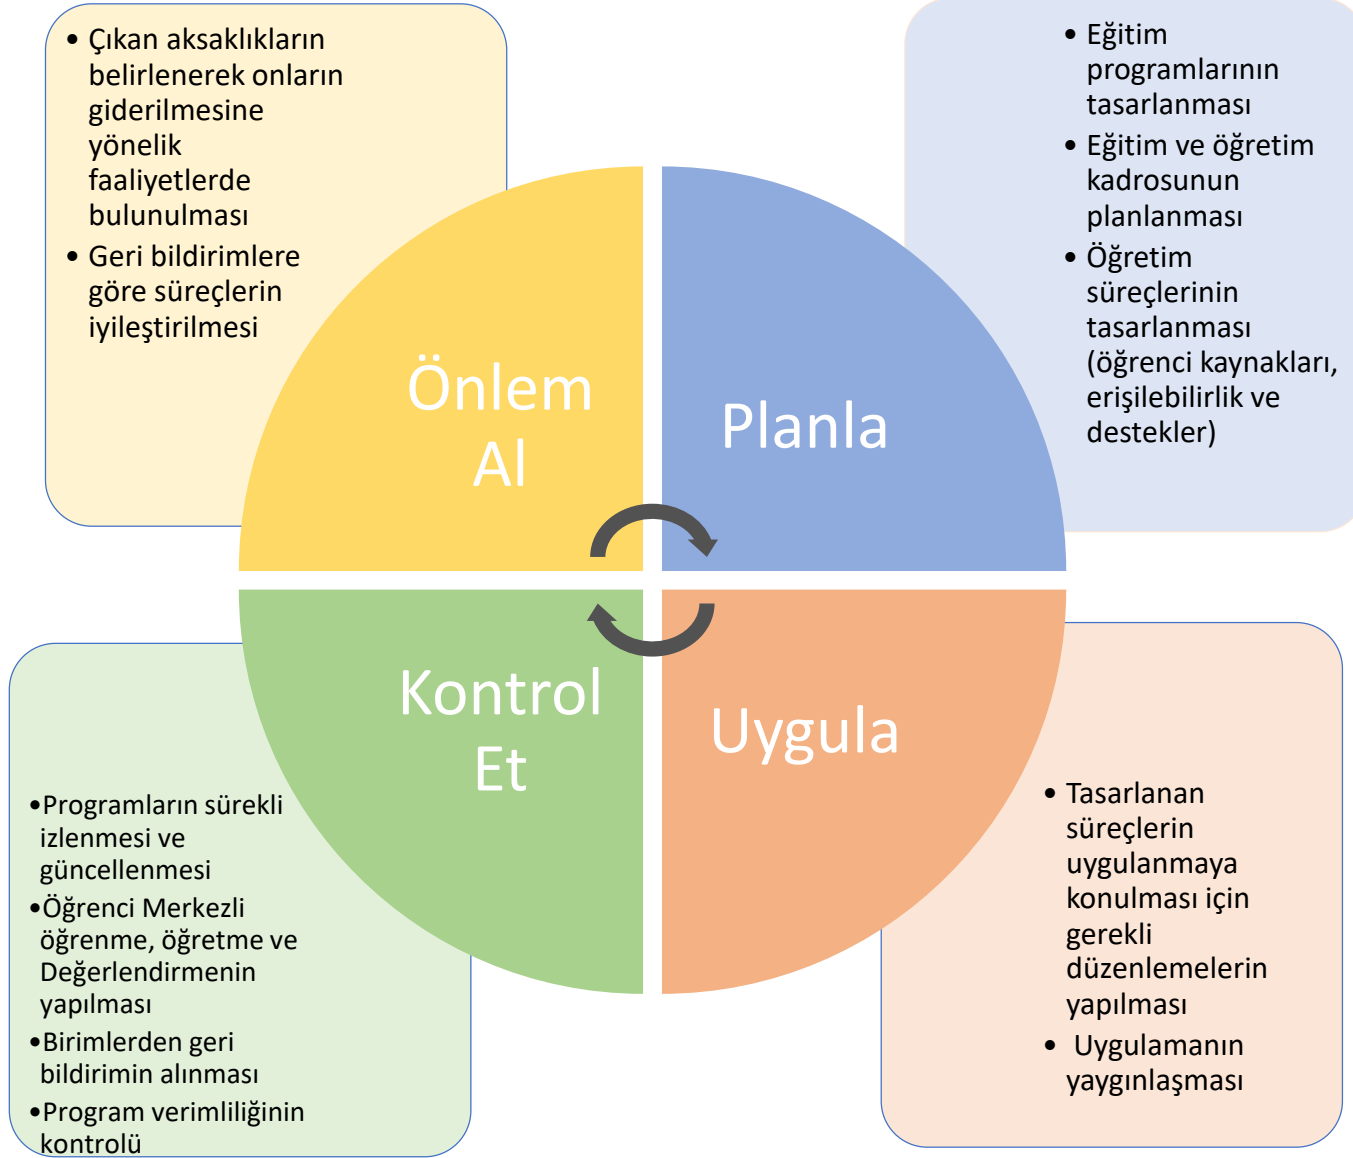 • Çıkan aksaklıkların
belirlenerek onların
giderilmesine
yönelik
faaliyetlerde
bulunulması
• Geri bildirimlere
göre süreçlerin
iyileştirilmesi
• Eğitim
programlarının
tasarlanması
• Eğitim ve öğretim
kadrosunun
planlanması
• Öğretim
süreçlerinin
tasarlanması
(öğrenci kaynakları,
erişilebilirlik ve
destekler)
Önlem
Al
Planla
Kontrol
Et
Uygula
•Programların sürekli
izlenmesi ve
güncellenmesi
•Öğrenci Merkezli
öğrenme, öğretme ve
Değerlendirmenin
yapılması
•Birimlerden geri
bildirimin alınması
•Program verimliliğinin
kontrolü
• Tasarlanan
süreçlerin
uygulanmaya
konulması için
gerekli
düzenlemelerin
yapılması
• Uygulamanın
yaygınlaşması